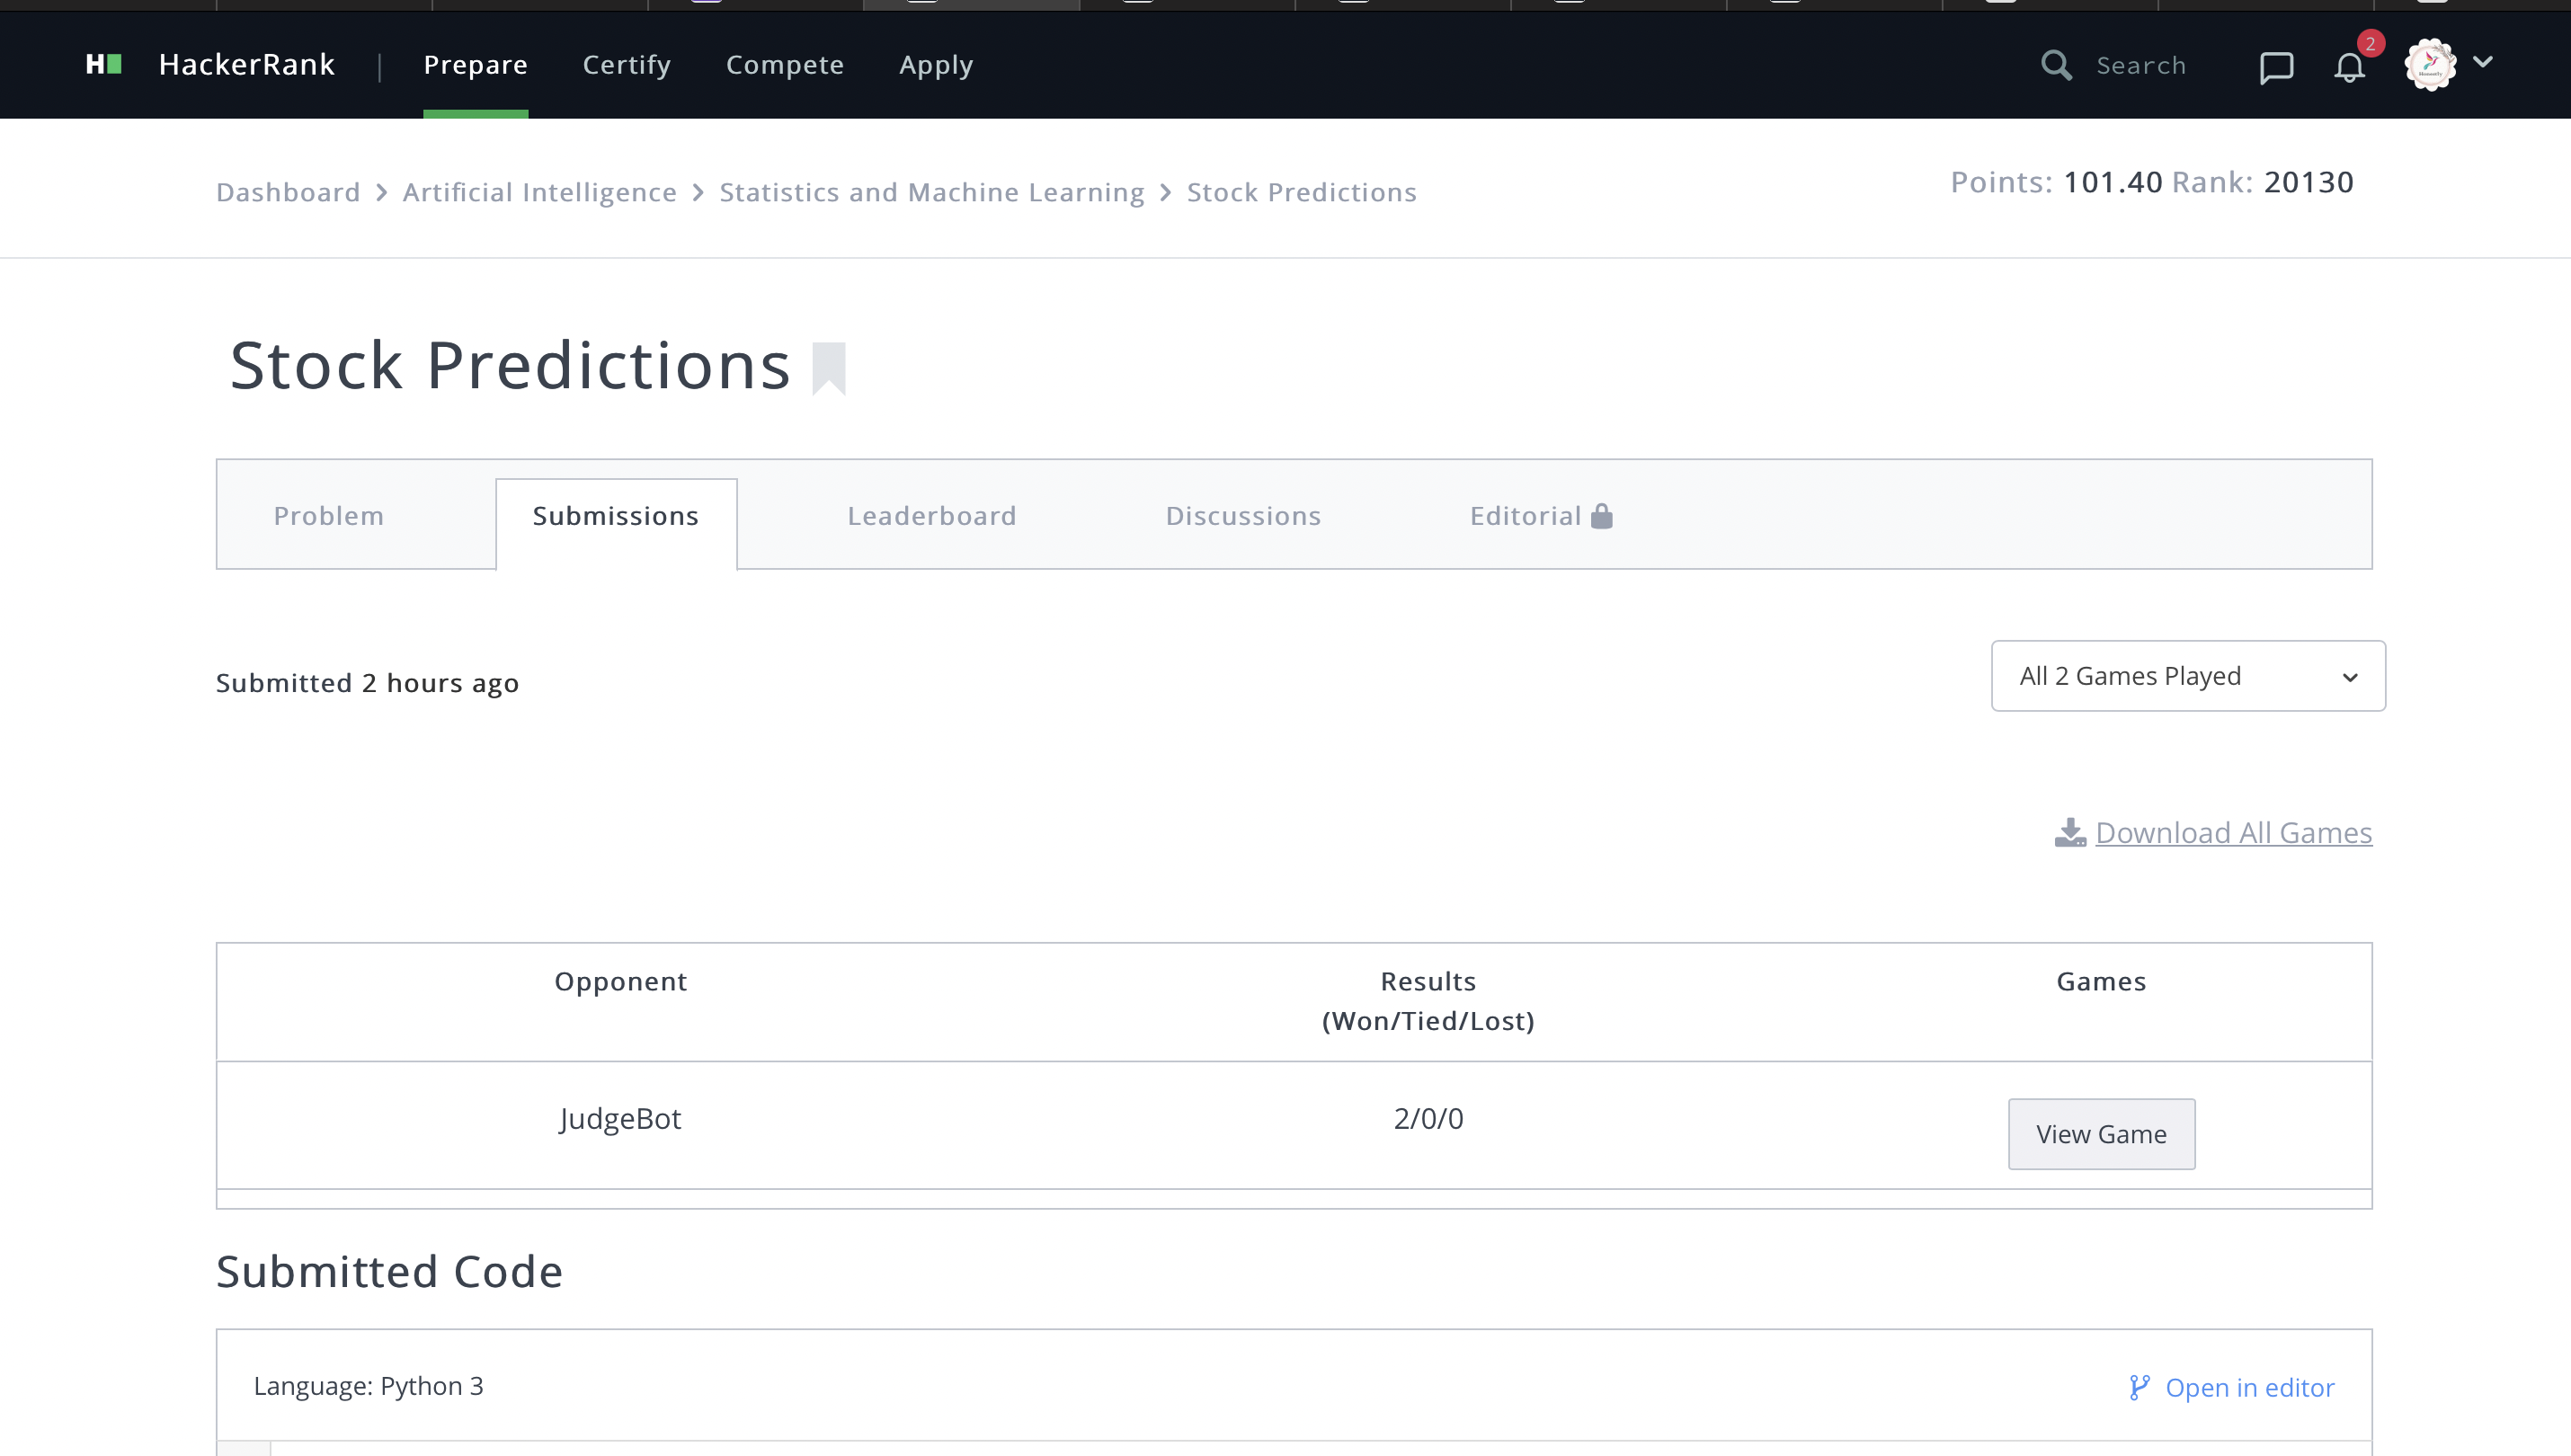 H HackerRank | Prepare Certify Compete Apply Search 2
Dashboard > Artificial Intelligence > Statistics and Machine Learning > Stock Predictions Points: 101.40 Rank: 20130
Stock Predictions
Problem Submissions Leaderboard Discussions Editorial
Submitted 2 hours ago All 2 Games Played
Download All Games
Opponent Results Games
(Won/Tied/Lost)
JudgeBot 2/0/0 View Game
Submitted Code
Language: Python 3 Open in editor